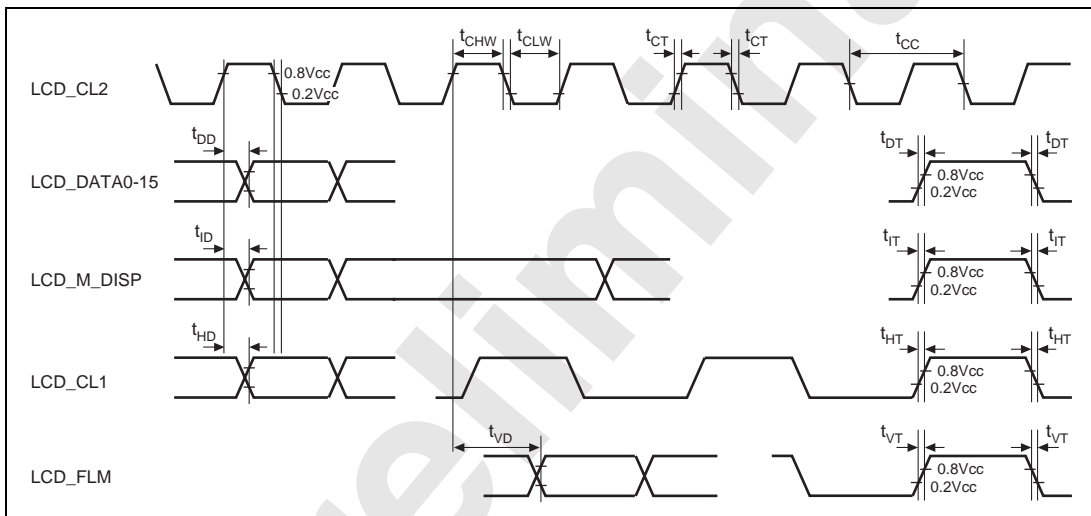 tCHW tCLW tCT tCT tCC
LCD_CL2
0.8Vcc
0.2Vcc
tDD
tDT tDT
LCD_DATA0-15
0.8Vcc
0.2Vcc
tID
tIT tIT
LCD_M_DISP
0.8Vcc
0.2Vcc
tHD
tHT tHT
LCD_CL1
0.8Vcc
0.2Vcc
tVD
tVT tVT
LCD_FLM
0.8Vcc
0.2Vcc
elimina